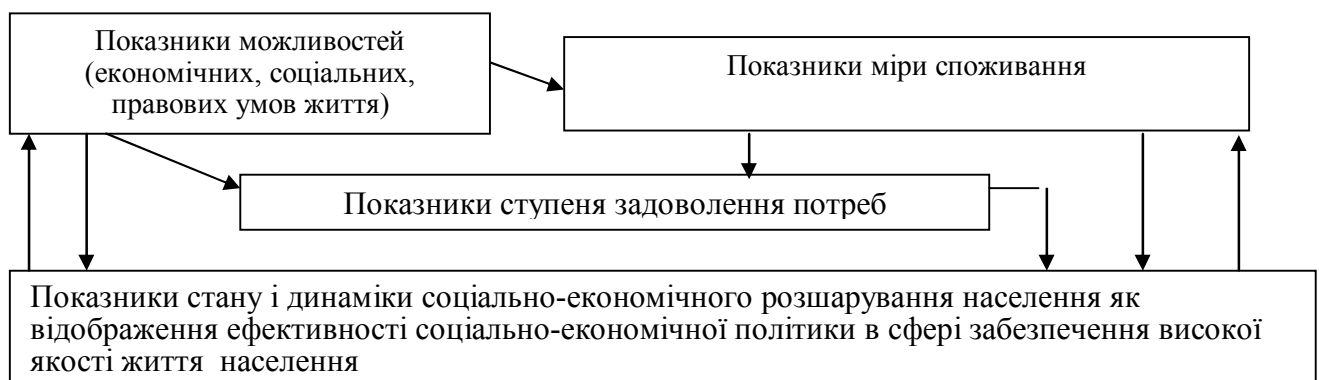 Показники можливостей
(економічних, соціальних,
правових умов життя)
Показники міри споживання
Показники ступеня задоволення потреб
Показники стану і динаміки соціально-економічного розшарування населення як
відображення ефективності соціально-економічної політики в сфері забезпечення високої
якості життя населення